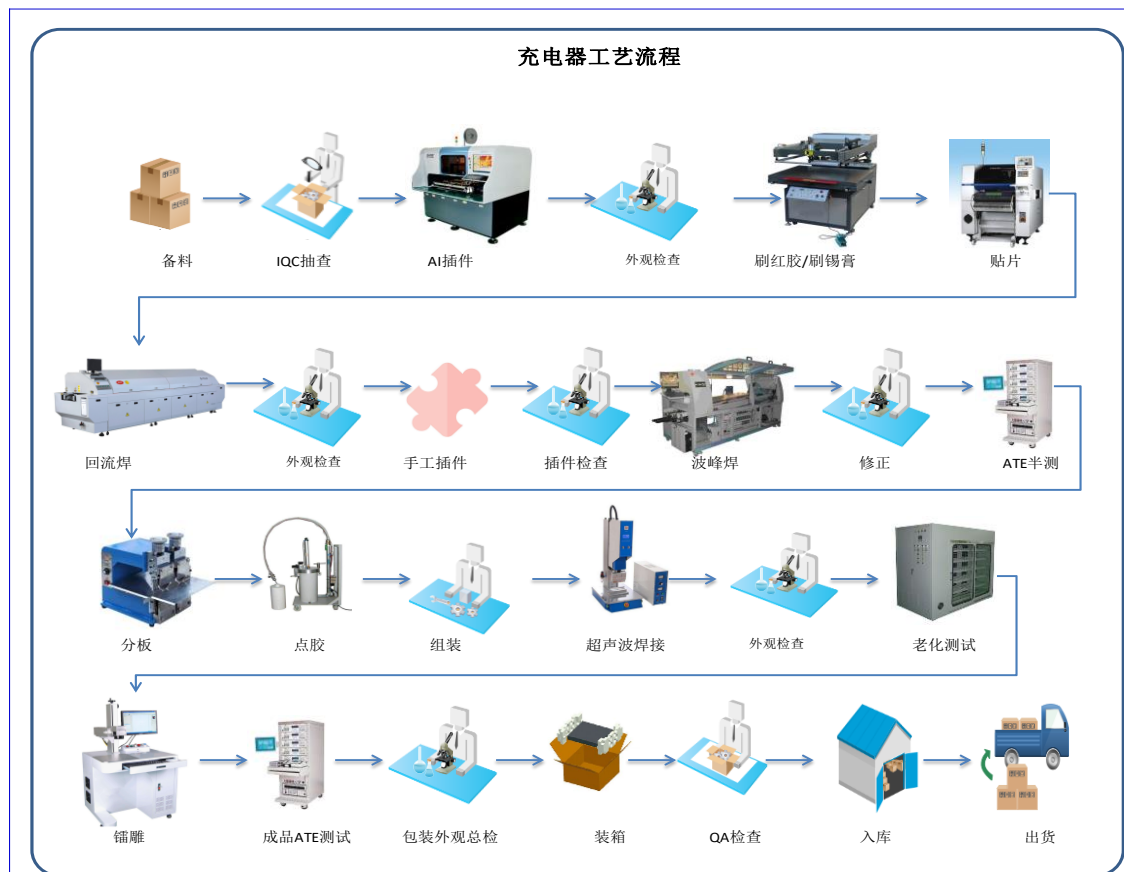 充电器工艺流程
备料
IQC抽查
AI插件
外观检查
刷红胶/刷锡膏
贴片
回流焊
外观检查
手工插件
插件检查
波峰焊
修正
ATE半测
分板
点胶
组装
超声波焊接
外观检查
老化测试
镭雕
成品ATE测试
包装外观总检
装箱
QA检查
入库
出货